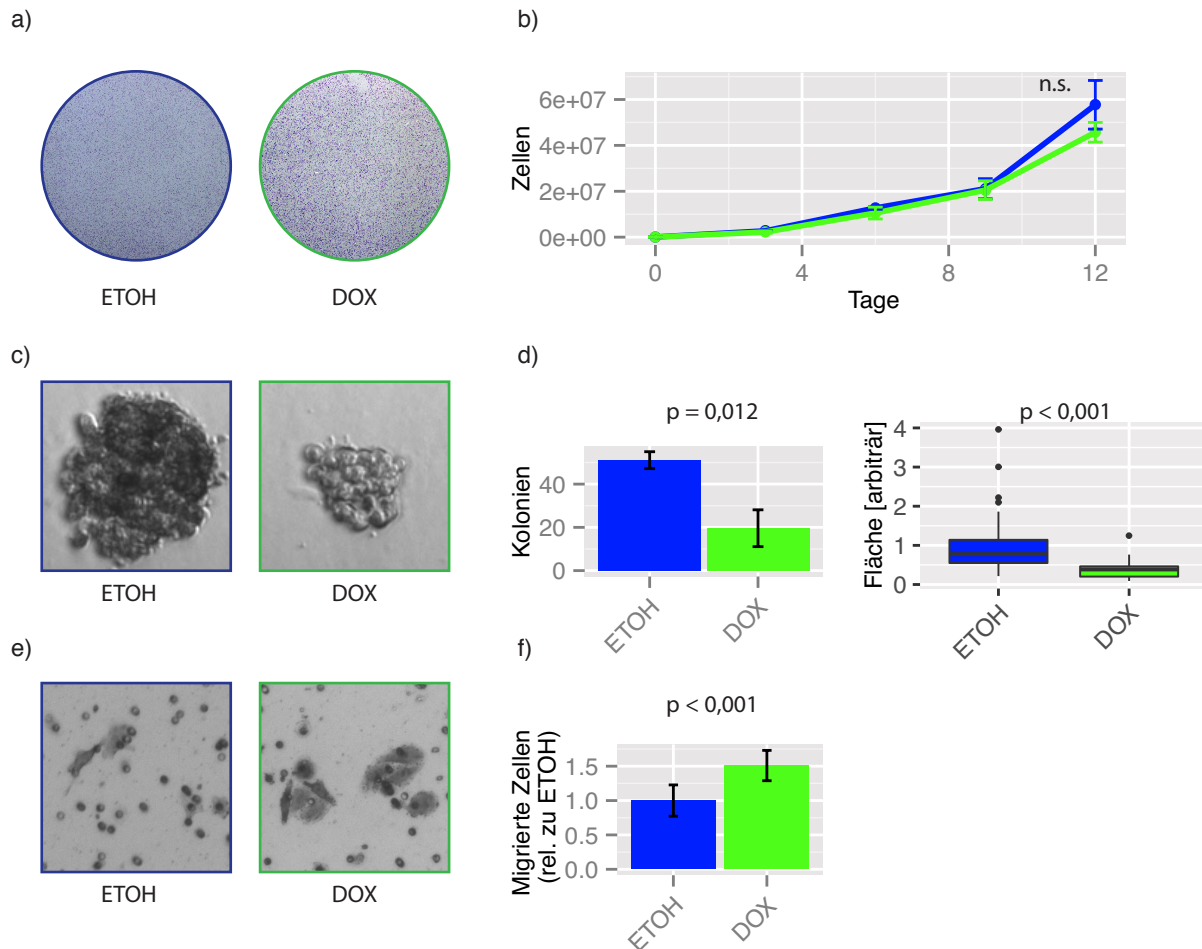 a)
ETOH
DOX
b)
n.s.
6e+07
4e+07
2e+07
0e+00
Zellen
0
4
8
12
Tage
c)
ETOH
DOX
d)
p = 0,012
40
20
0
Kolonien
ETOH
DOX
p < 0,001
4
3
2
1
0
Fläche [arbiträr]
ETOH
DOX
e)
ETOH
DOX
f)
p < 0,001
1.5
1.0
0.5
0.0
Migrierte Zellen
(rel. zu ETOH)
ETOH
DOX